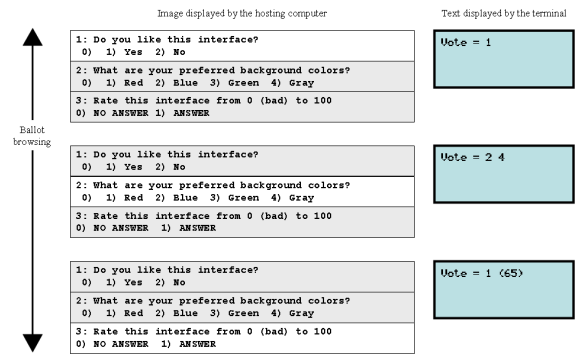 Image displayed by the hosting computer
Text displayed by the terminal
1: Do you like this interface?
0)  1) Yes  2) No
2: What are your preferred background colors?
0)  1) Red  2) Blue  3) Green  4) Gray
3: Rate this interface from 0 (bad) to 100
0) NO ANSWER 1) ANSWER
Vote = 1
Ballot
browsing
1: Do you like this interface?
0)  1) Yes  2) No
2: What are your preferred background colors?
0)  1) Red  2) Blue  3) Green  4) Gray
3: Rate this interface from 0 (bad) to 100
0) NO ANSWER  1) ANSWER
Vote = 2 4
1: Do you like this interface?
0)  1) Yes  2) No
2: What are your preferred background colors?
0)  1) Red  2) Blue  3) Green  4) Gray
3: Rate this interface from 0 (bad) to 100
0) NO ANSWER  1) ANSWER
Vote = 1 (65)